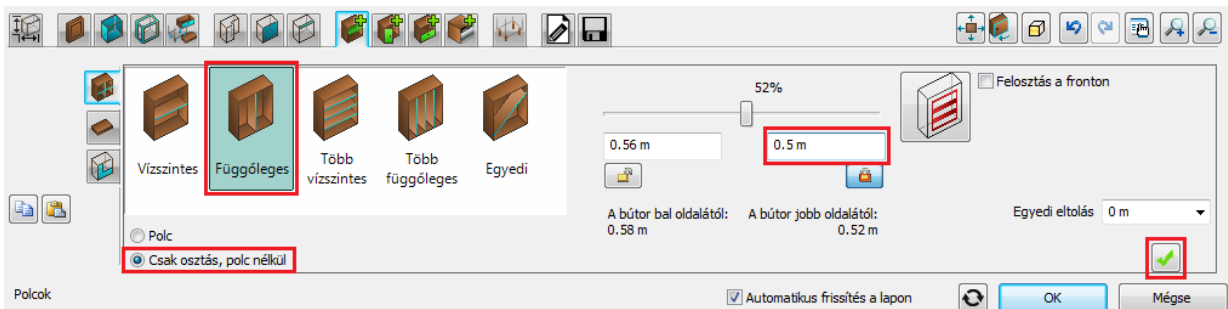 52%
Felosztás a fronton
0.56 m
0.5 m
Vízszintes
Függőleges
Több vízszintes
Több függőleges
Egyedi
A bútor bal oldalától:
0.58 m
A bútor jobb oldalától:
0.52 m
Egyedi eltolás
0 m
Polc
Csak osztás, polc nélkül
Polcok
Automatikus frissítés a lapon
OK
Mégse